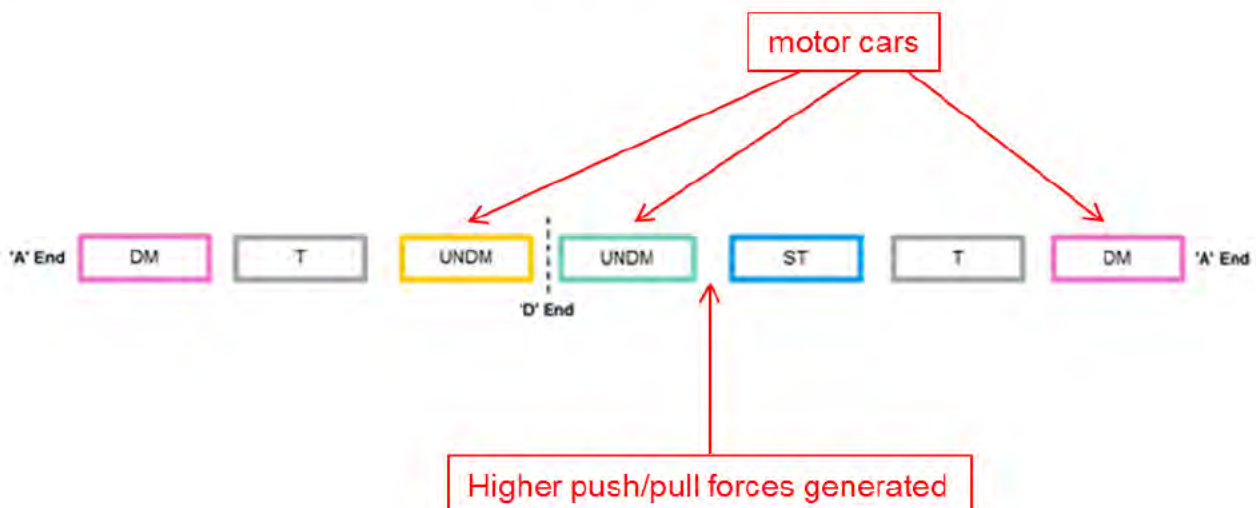 motor cars
'A' End DM T UNDM UNDM ST T DM 'A' End
'D' End
Higher push/pull forces generated